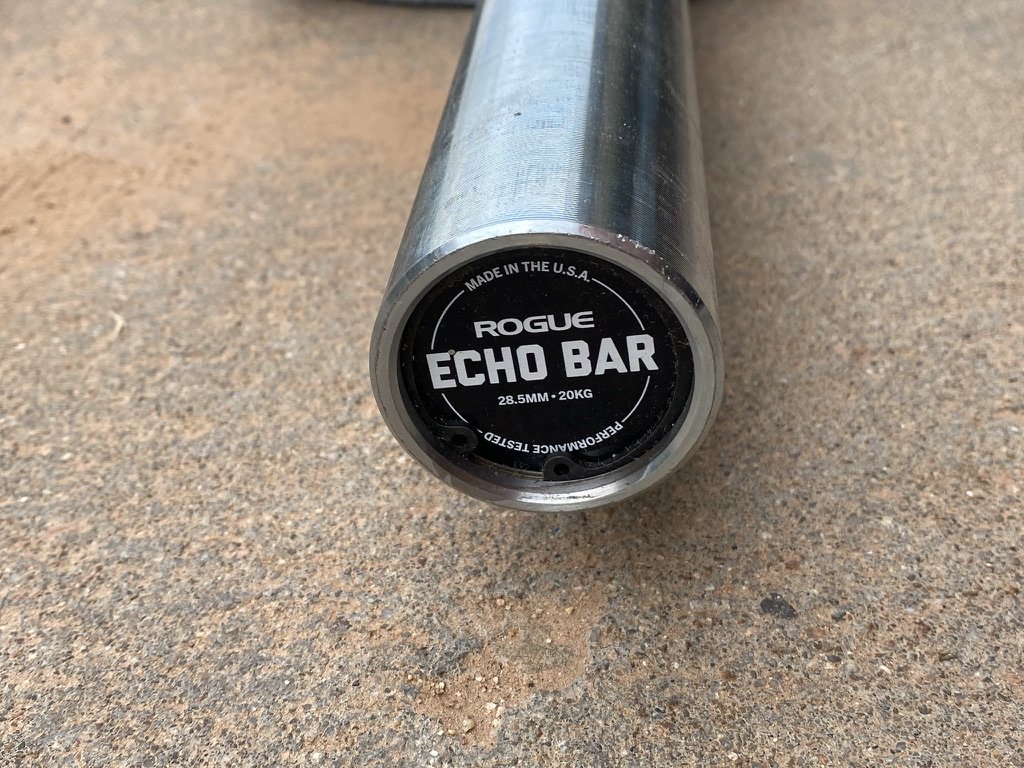 MADE IN THE U.S.A.
ROGUE
ECHO BAR
28.5MM • 20KG
PERFORMANCE TESTED